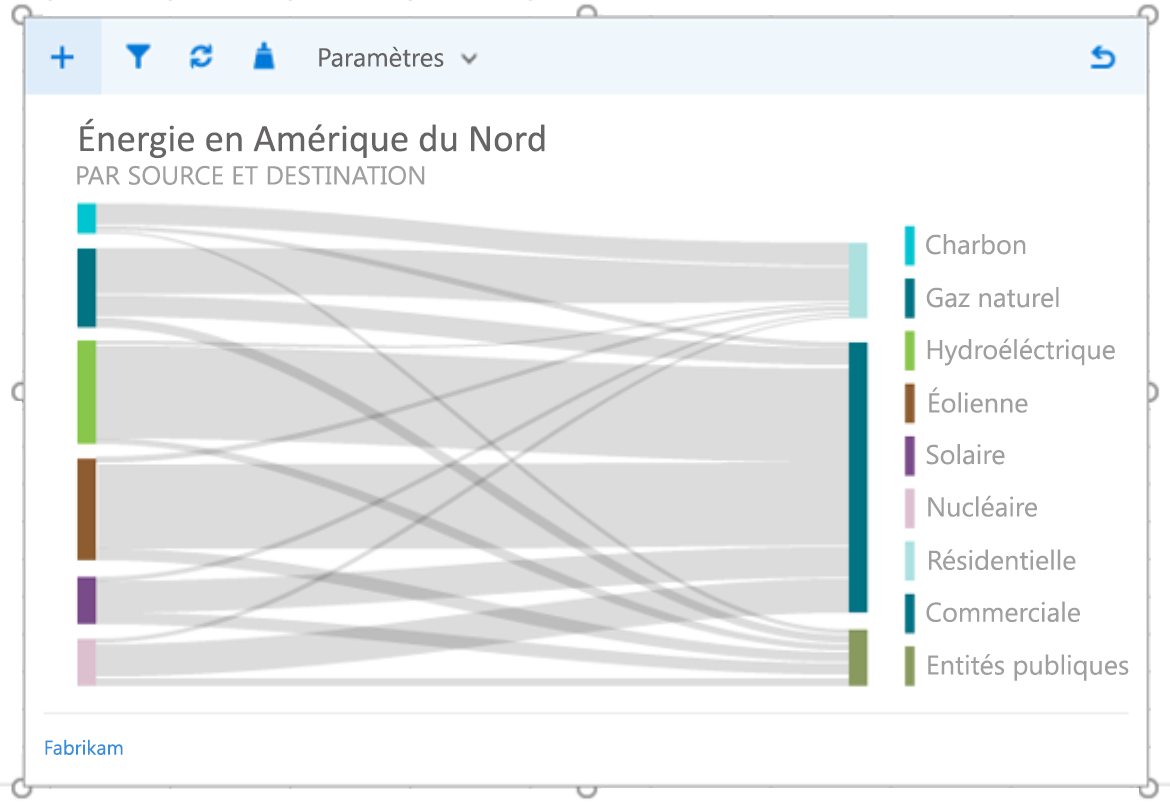 Paramètres
Énergie en Amérique du Nord
PAR SOURCE ET DESTINATION
Charbon
Gaz naturel
Hydroéléctrique
Éolienne
Solaire
Nucléaire
Résidentielle
Commerciale
Entités publiques
Fabrikam